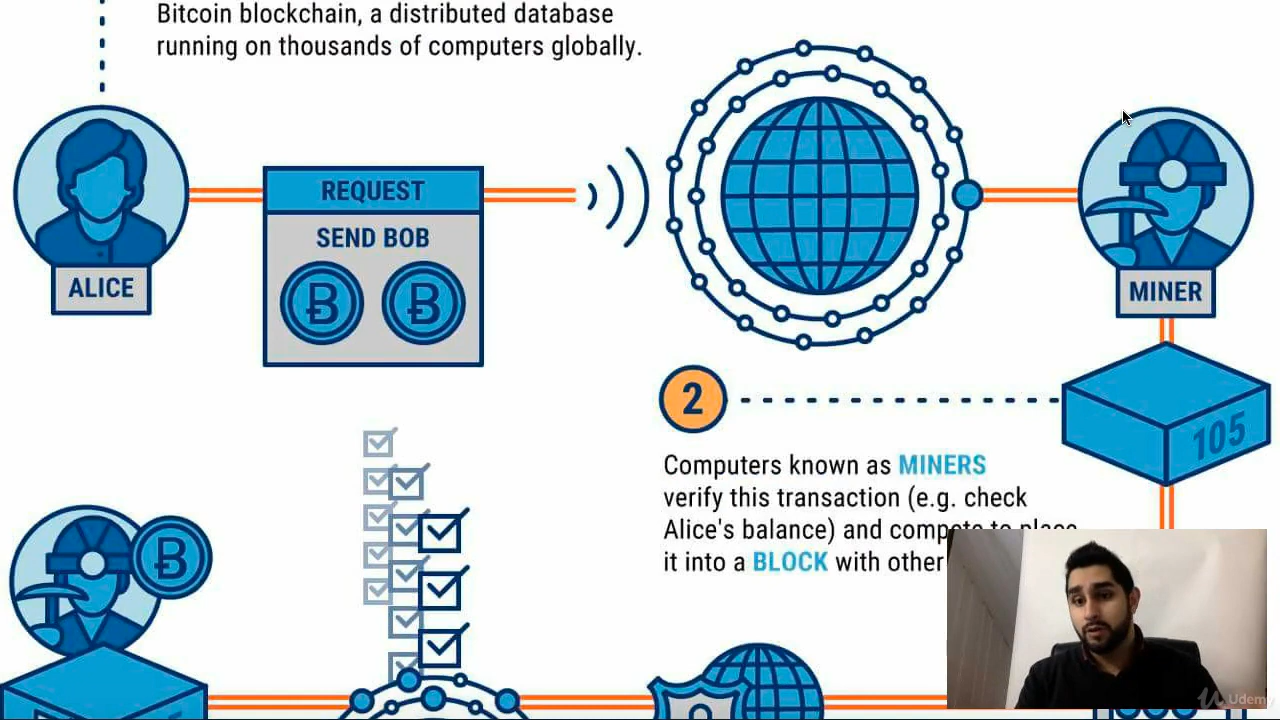 Bitcoin blockchain, a distributed database
running on thousands of computers globally.
REQUEST
SEND BOB
ALICE
MINER
105
2
Computers known as MINERS
verify this transaction (e.g. check
Alice's balance) and compete to place
it into a BLOCK with other
Udemy